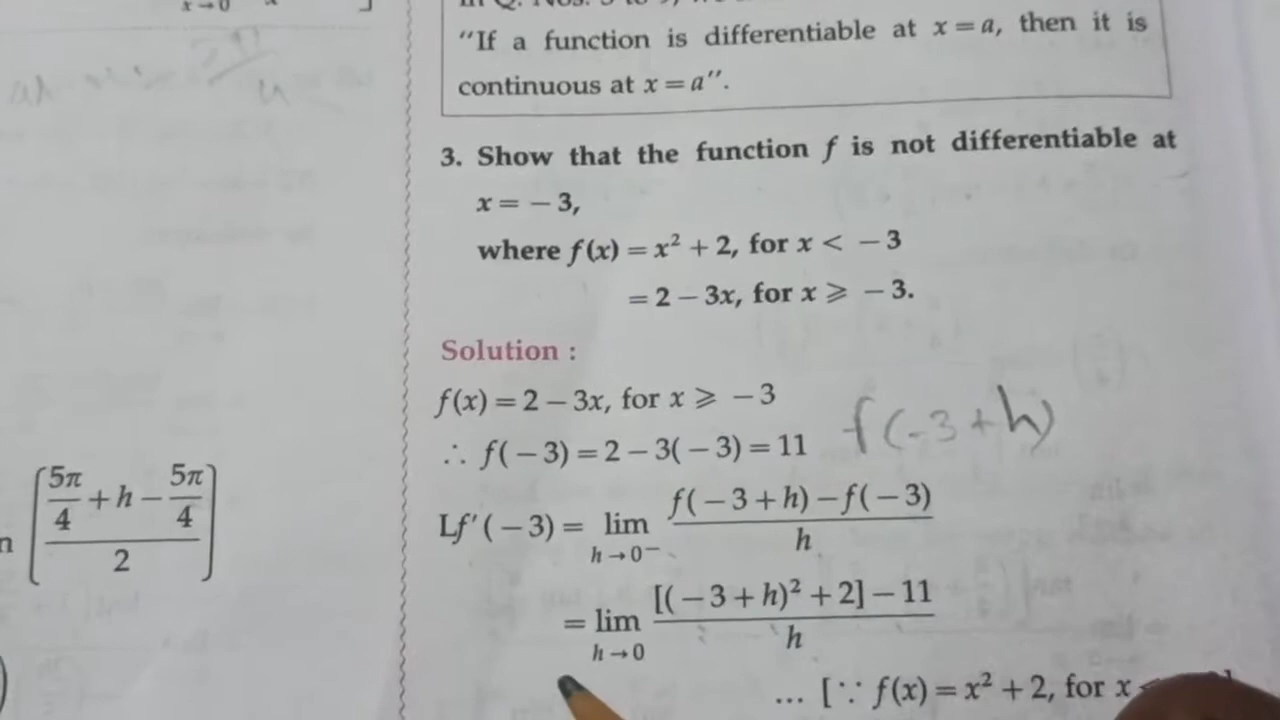 "If a function is differentiable at x = a, then it is
continuous at x = a".
3. Show that the function f is not differentiable at
x = − 3,
where f(x) = x² + 2, for x < − 3
= 2 − 3x, for x ⩾ − 3.
Solution :
f(x) = 2 − 3x, for x ⩾ − 3
∴ f(− 3) = 2 − 3(− 3) = 11
f(-3+h)
Lf′(− 3) = lim h→0⁻ f(− 3 + h) − f(− 3) / h
= lim h→0 [(− 3 + h)² + 2] − 11 / h
... [∵ f(x) = x² + 2, for x <
[5π/4 + h − 5π/4 / 2]